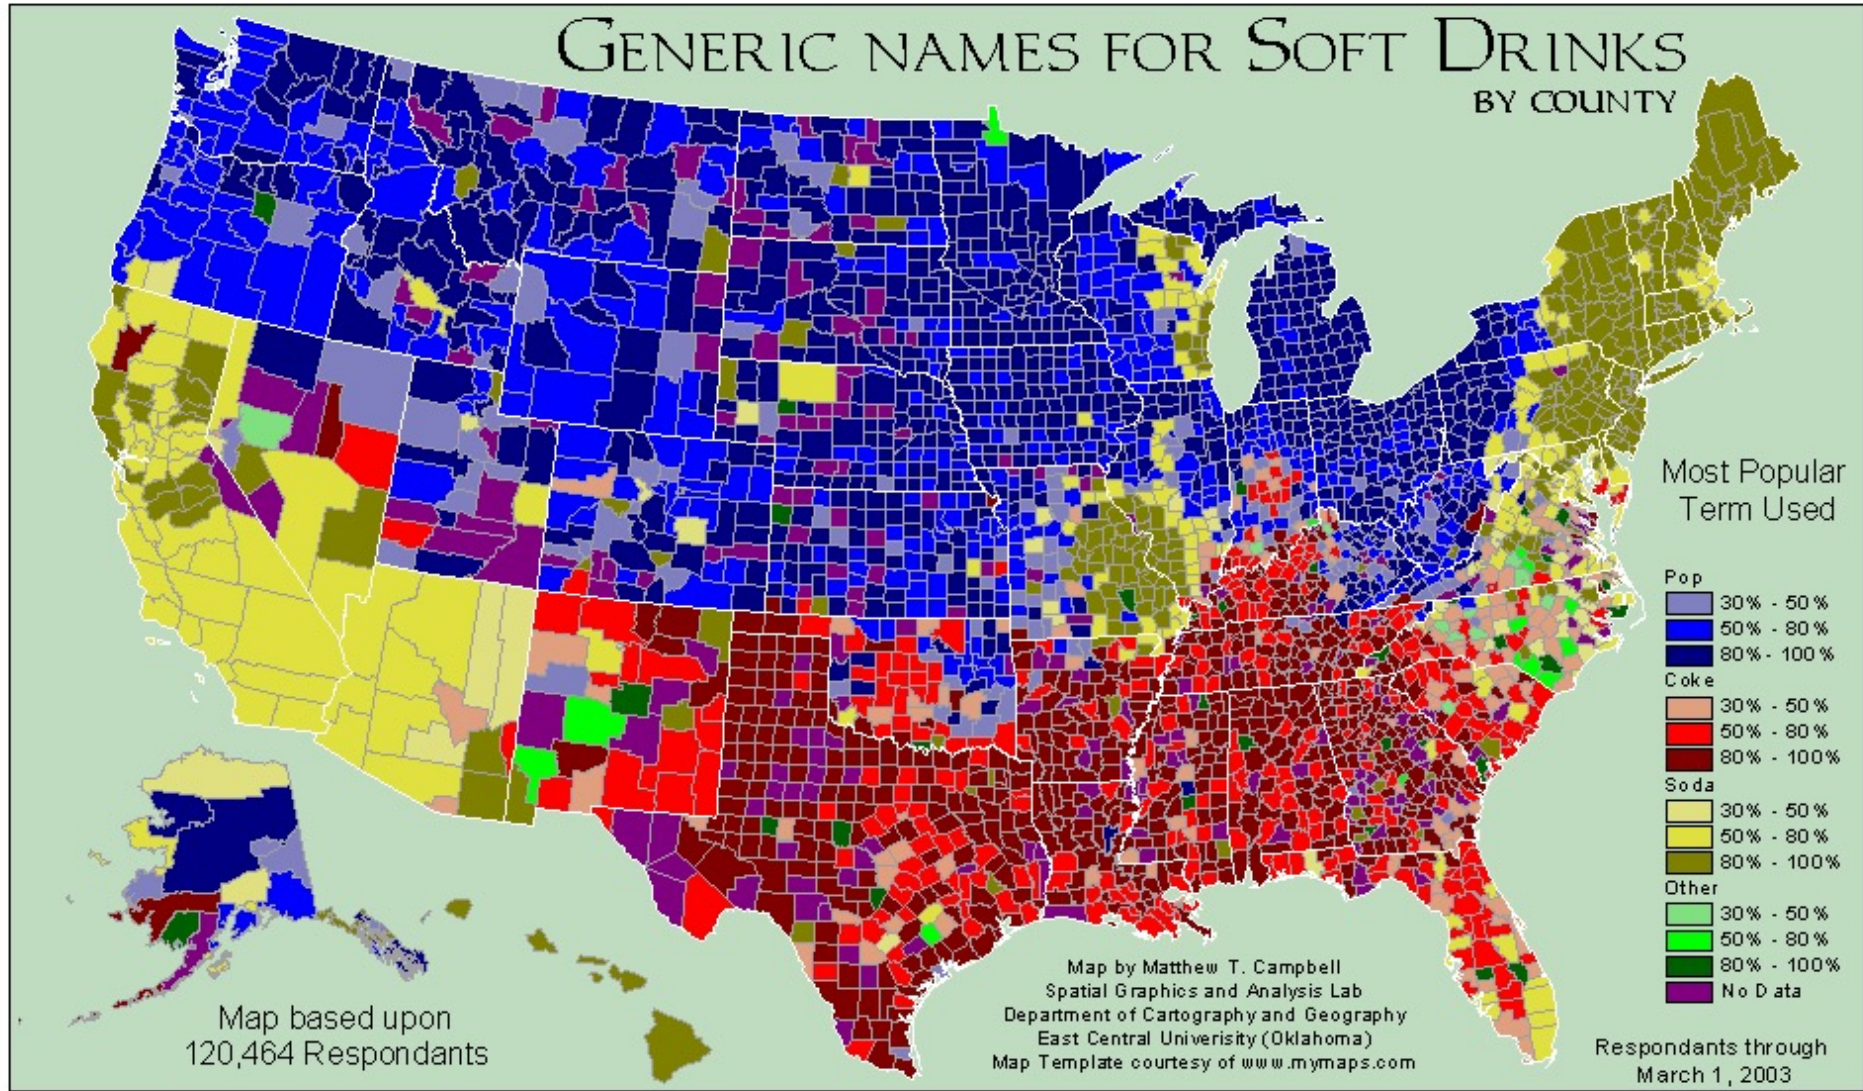 GENERIC NAMES FOR SOFT DRINKS
BY COUNTY
Most Popular
Term Used
Pop
30% - 50%
50% - 80%
80% - 100%
Coke
30% - 50%
50% - 80%
80% - 100%
Soda
30% - 50%
50% - 80%
80% - 100%
Other
30% - 50%
50% - 80%
80% - 100%
No Data
Map based upon
120,464 Respondants
Map by Matthew T. Campbell
Spatial Graphics and Analysis Lab
Department of Cartography and Geography
East Central Univerisity (Oklahoma)
Map Template courtesy of www.mymaps.com
Respondants through
March 1, 2003